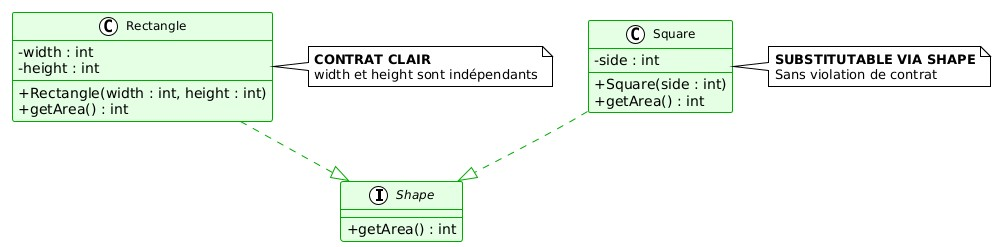 C Rectangle
-width : int
-height : int
+Rectangle(width : int, height : int)
+getArea() : int
CONTRAT CLAIR
width et height sont indépendants
C Square
-side : int
+Square(side : int)
+getArea() : int
SUBSTITUTABLE VIA SHAPE
Sans violation de contrat
I Shape
+getArea() : int